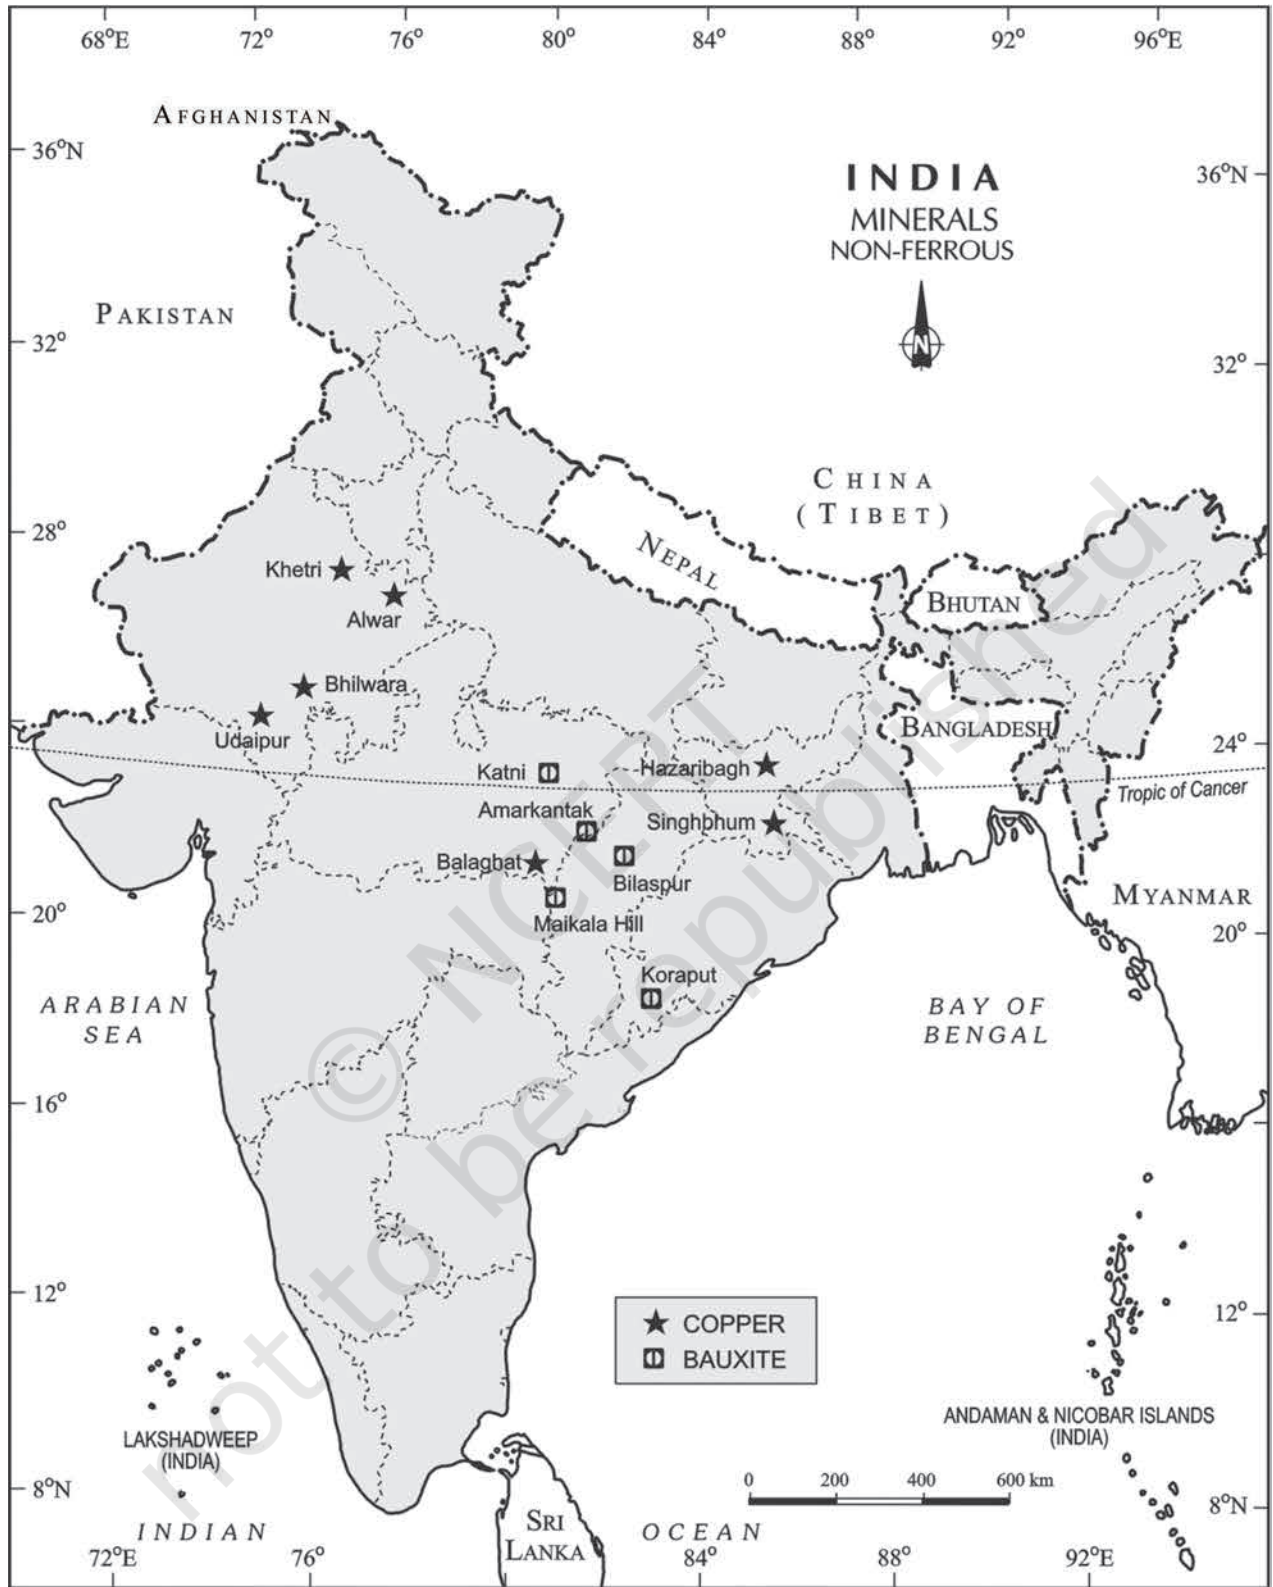 68°E 72° 76° 80° 84° 88° 92° 96°E
AFGHANISTAN
36°N
36°N
INDIA
MINERALS
NON-FERROUS
N
PAKISTAN
32°
32°
CHINA
(TIBET)
28°
NEPAL
Khetri
BHUTAN
Alwar
Bhilwara
Udaipur
BANGLADESH
24°
Katni
Hazaribagh
Tropic of Cancer
Amarkantak
Singhbhum
Balaghat
Bilaspur
MYANMAR
20°
Maikala Hill
20°
Koraput
ARABIAN
SEA
BAY OF
BENGAL
16°
12°
12°
COPPER
BAUXITE
LAKSHADWEEP
(INDIA)
ANDAMAN & NICOBAR ISLANDS
(INDIA)
0 200 400 600 km
8°N
8°N
SRI
LANKA
INDIAN OCEAN
72°E 76° 84° 88° 92°E
© NCERT
not to be republished